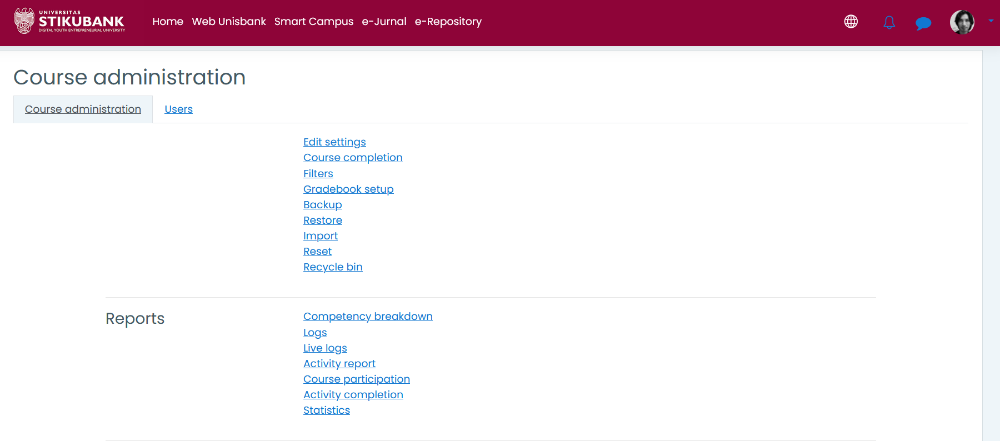 UNIVERSITAS
STIKUBANK
DIGITAL YOUTH ENTREPRENEURIAL UNIVERSITY
Home Web Unisbank Smart Campus e-Jurnal e-Repository
Course administration
Course administration Users
Edit settings
Course completion
Filters
Gradebook setup
Backup
Restore
Import
Reset
Recycle bin
Reports
Competency breakdown
Logs
Live logs
Activity report
Course participation
Activity completion
Statistics